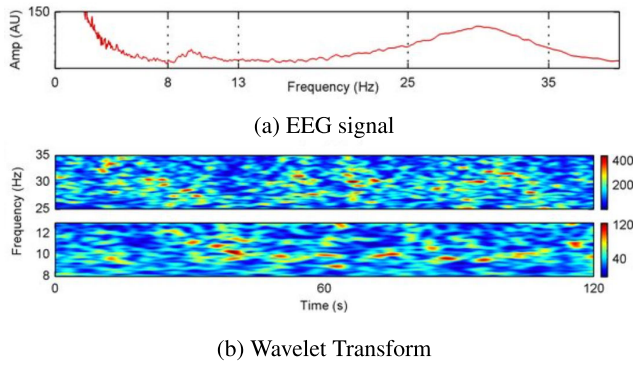 150
Amp (AU)
0 8 13 25 35
Frequency (Hz)
(a) EEG signal
35
30
25
400
200
Frequency (Hz)
12
10
8
120
40
0 60 120
Time (s)
(b) Wavelet Transform